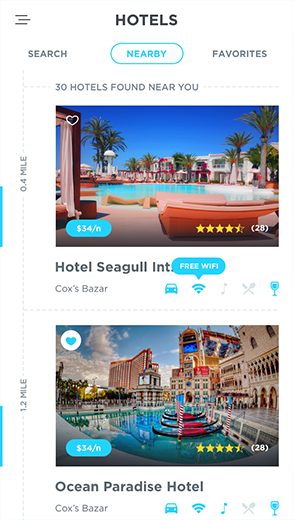 HOTELS
SEARCH
NEARBY
FAVORITES
30 HOTELS FOUND NEAR YOU
0.4 MILE
$34/n
(28)
Hotel Seagull Int.
FREE WIFI
Cox's Bazar
1.2 MILE
$34/n
(28)
Ocean Paradise Hotel
Cox's Bazar